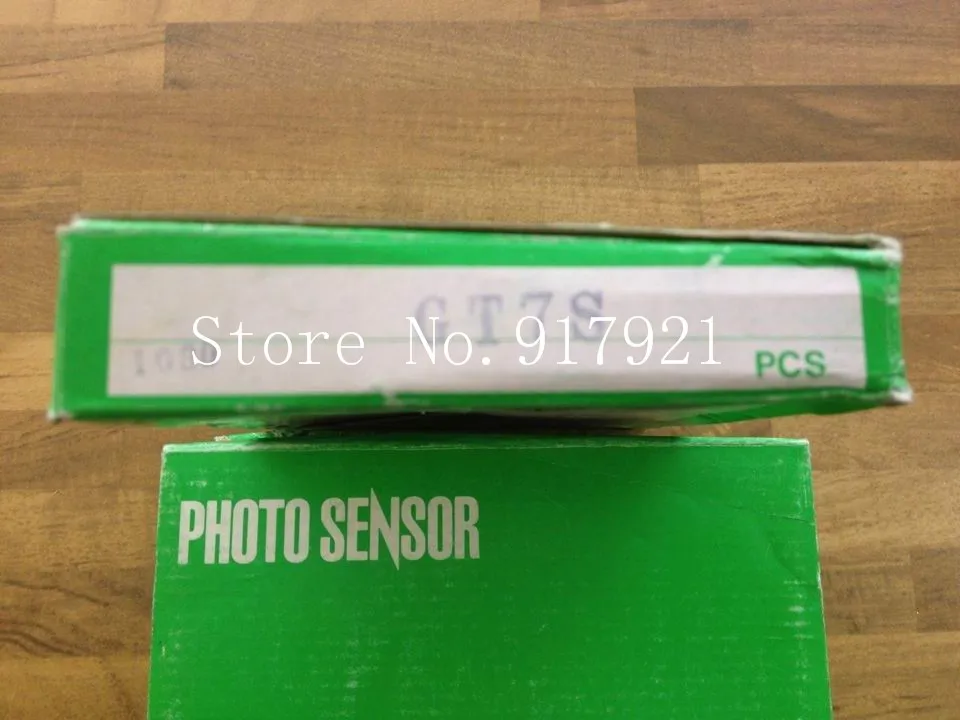 GT7S
Store No.917921
PCS
PHOTO SENSOR